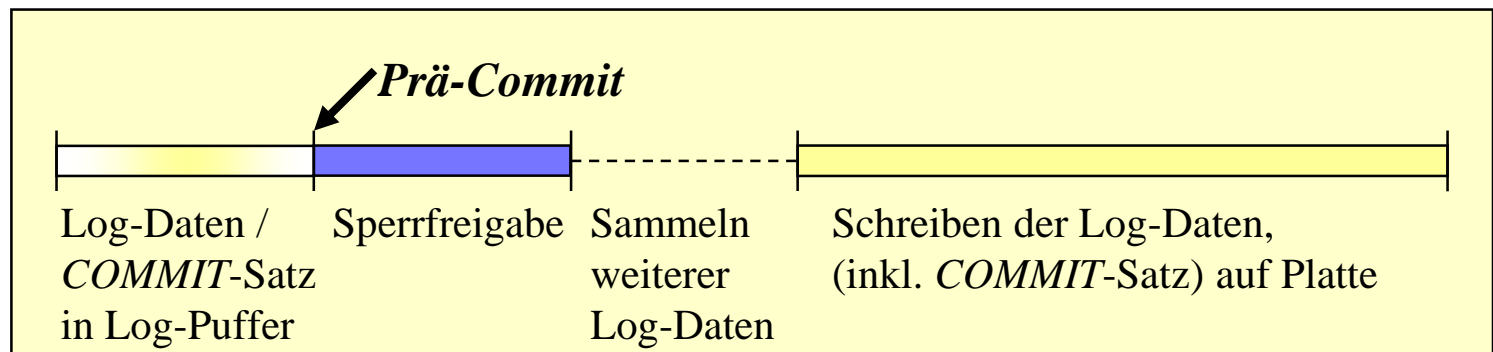 Prä-Commit
Log-Daten /
COMMIT-Satz
in Log-Puffer
Sperrfreigabe
Sammeln
weiterer
Log-Daten
Schreiben der Log-Daten,
(inkl. COMMIT-Satz) auf Platte